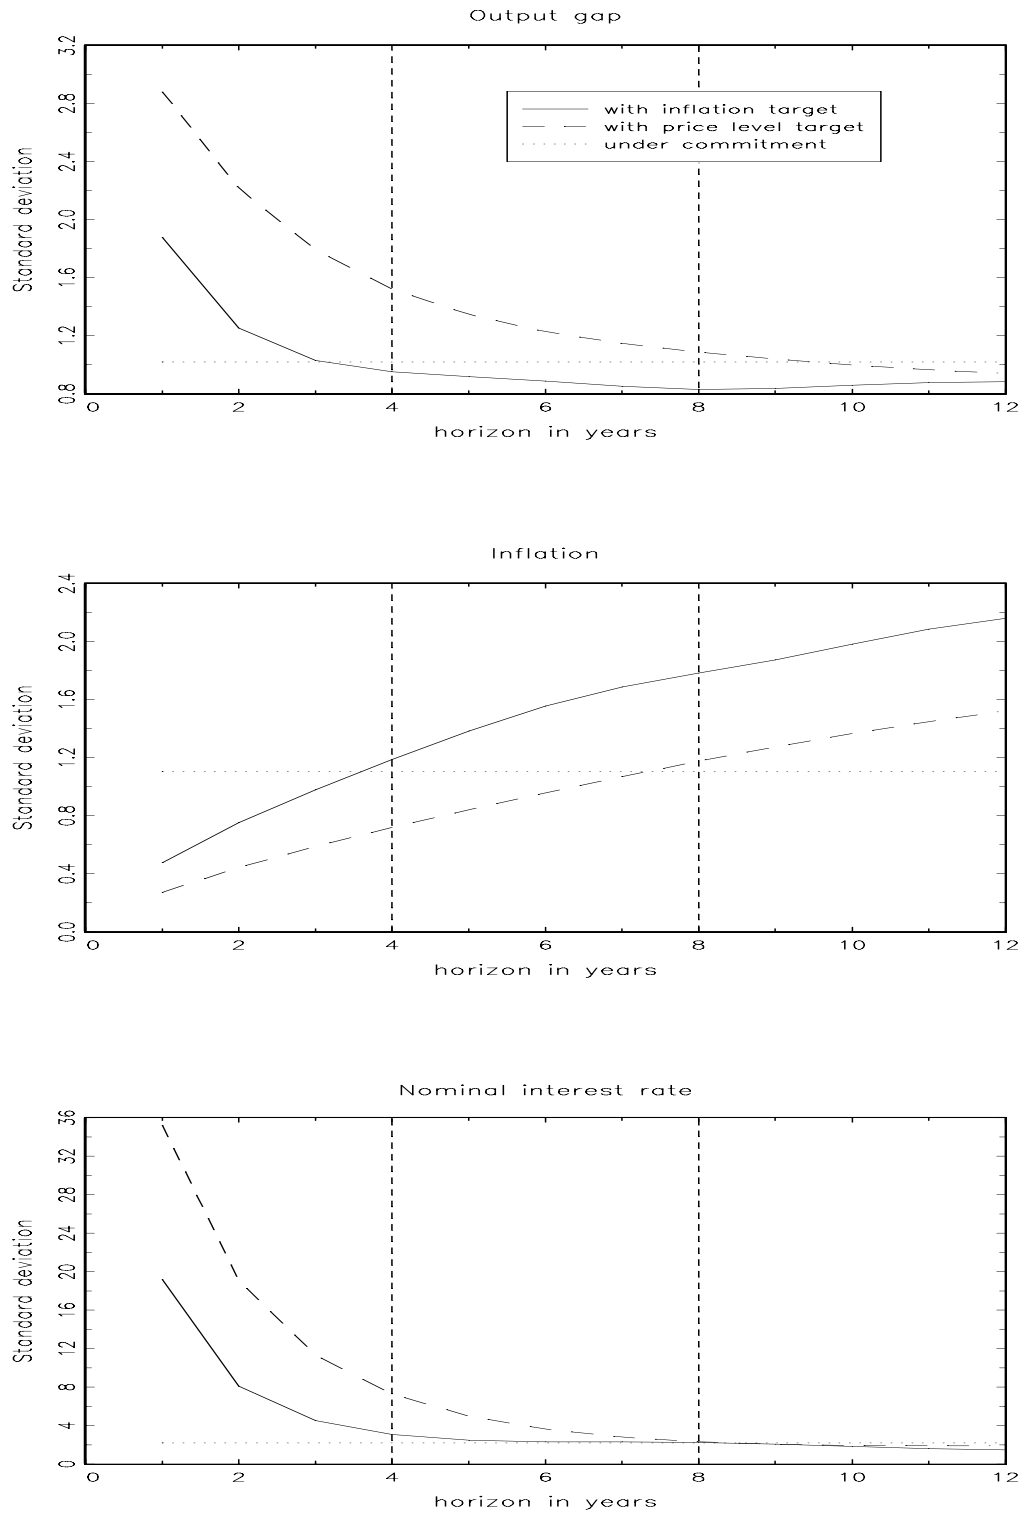 Output gap
Standard deviation
3.2
2.8
2.4
2.0
1.6
1.2
0.8
with inflation target
with price level target
under commitment
0 2 4 6 8 10 12
horizon in years
Inflation
Standard deviation
2.4
2.0
1.6
1.2
0.8
0.4
0.0
0 2 4 6 8 10 12
horizon in years
Nominal interest rate
Standard deviation
36
32
28
24
20
16
12
8
4
0
0 2 4 6 8 10 12
horizon in years